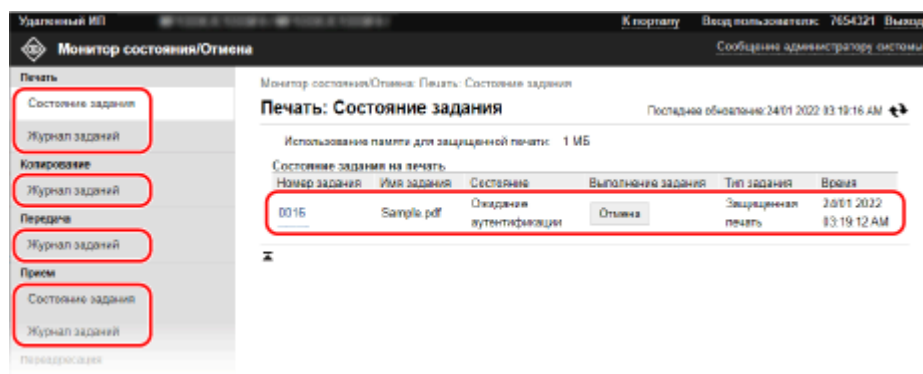 Удаленный ИП
К порталу Ввод пользователя: 7654321 Выход
Монитор состояния/Отмена
Сообщение администратору системы
Печать
Состояние задания
Журнал заданий
Копирование
Журнал заданий
Передача
Журнал заданий
Прием
Состояние задания
Журнал заданий
Переадресация
Монитор состояния/Отмена: Печать: Состояние задания
Печать: Состояние задания
Последнее обновление:24/01 2022 03:19:16 AM
Использование памяти для защищенной печати: 1 МБ
Состояние задания на печать
Номер задания Имя задания Состояние Выполнение задания Тип задания Время
0016 Sample.pdf Ожидание аутентификации Отмена Защищенная печать 24/01 2022 03:19:12 AM